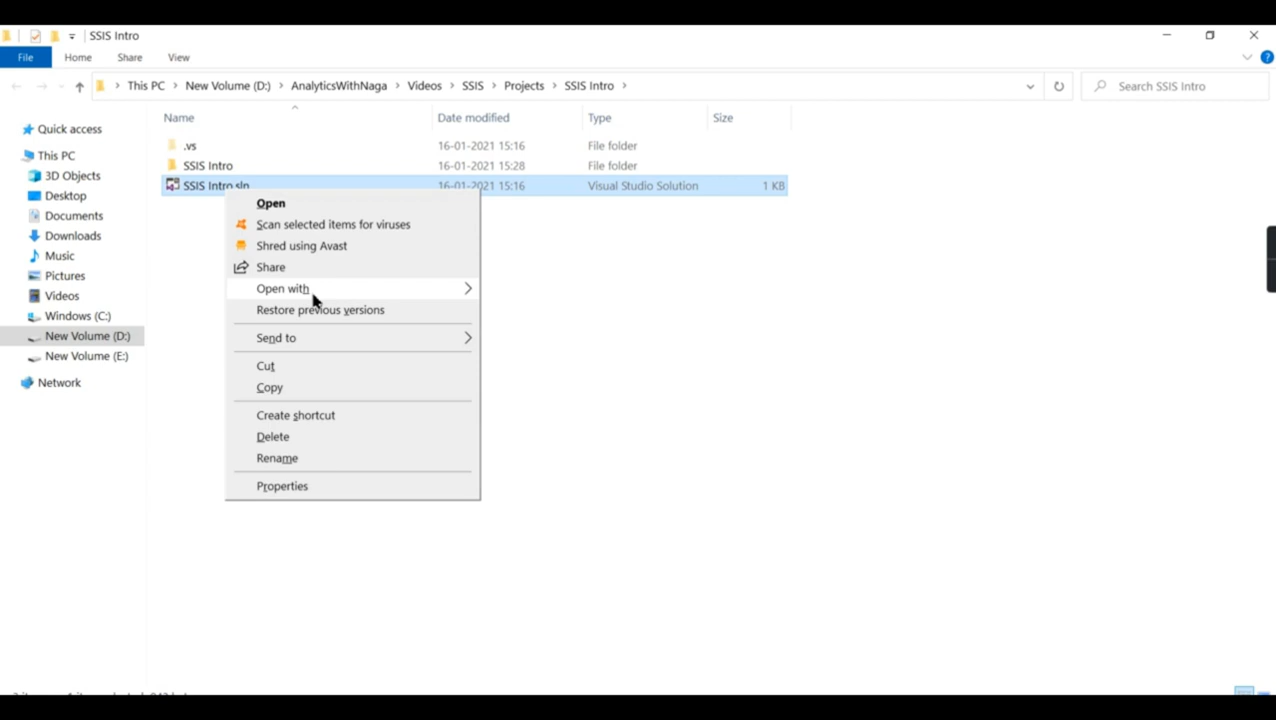 SSIS Intro
File Home Share View
This PC New Volume (D:) AnalyticsWithNaga Videos SSIS Projects SSIS Intro
Search SSIS Intro
Name Date modified Type Size
Quick access
This PC
3D Objects
Desktop
Documents
Downloads
Music
Pictures
Videos
Windows (C:)
New Volume (D:)
New Volume (E:)
Network
.vs 16-01-2021 15:16 File folder
SSIS Intro 16-01-2021 15:28 File folder
SSIS Intro.sln 16-01-2021 15:16 Visual Studio Solution 1 KB
Open
Scan selected items for viruses
Shred using Avast
Share
Open with
Restore previous versions
Send to
Cut
Copy
Create shortcut
Delete
Rename
Properties